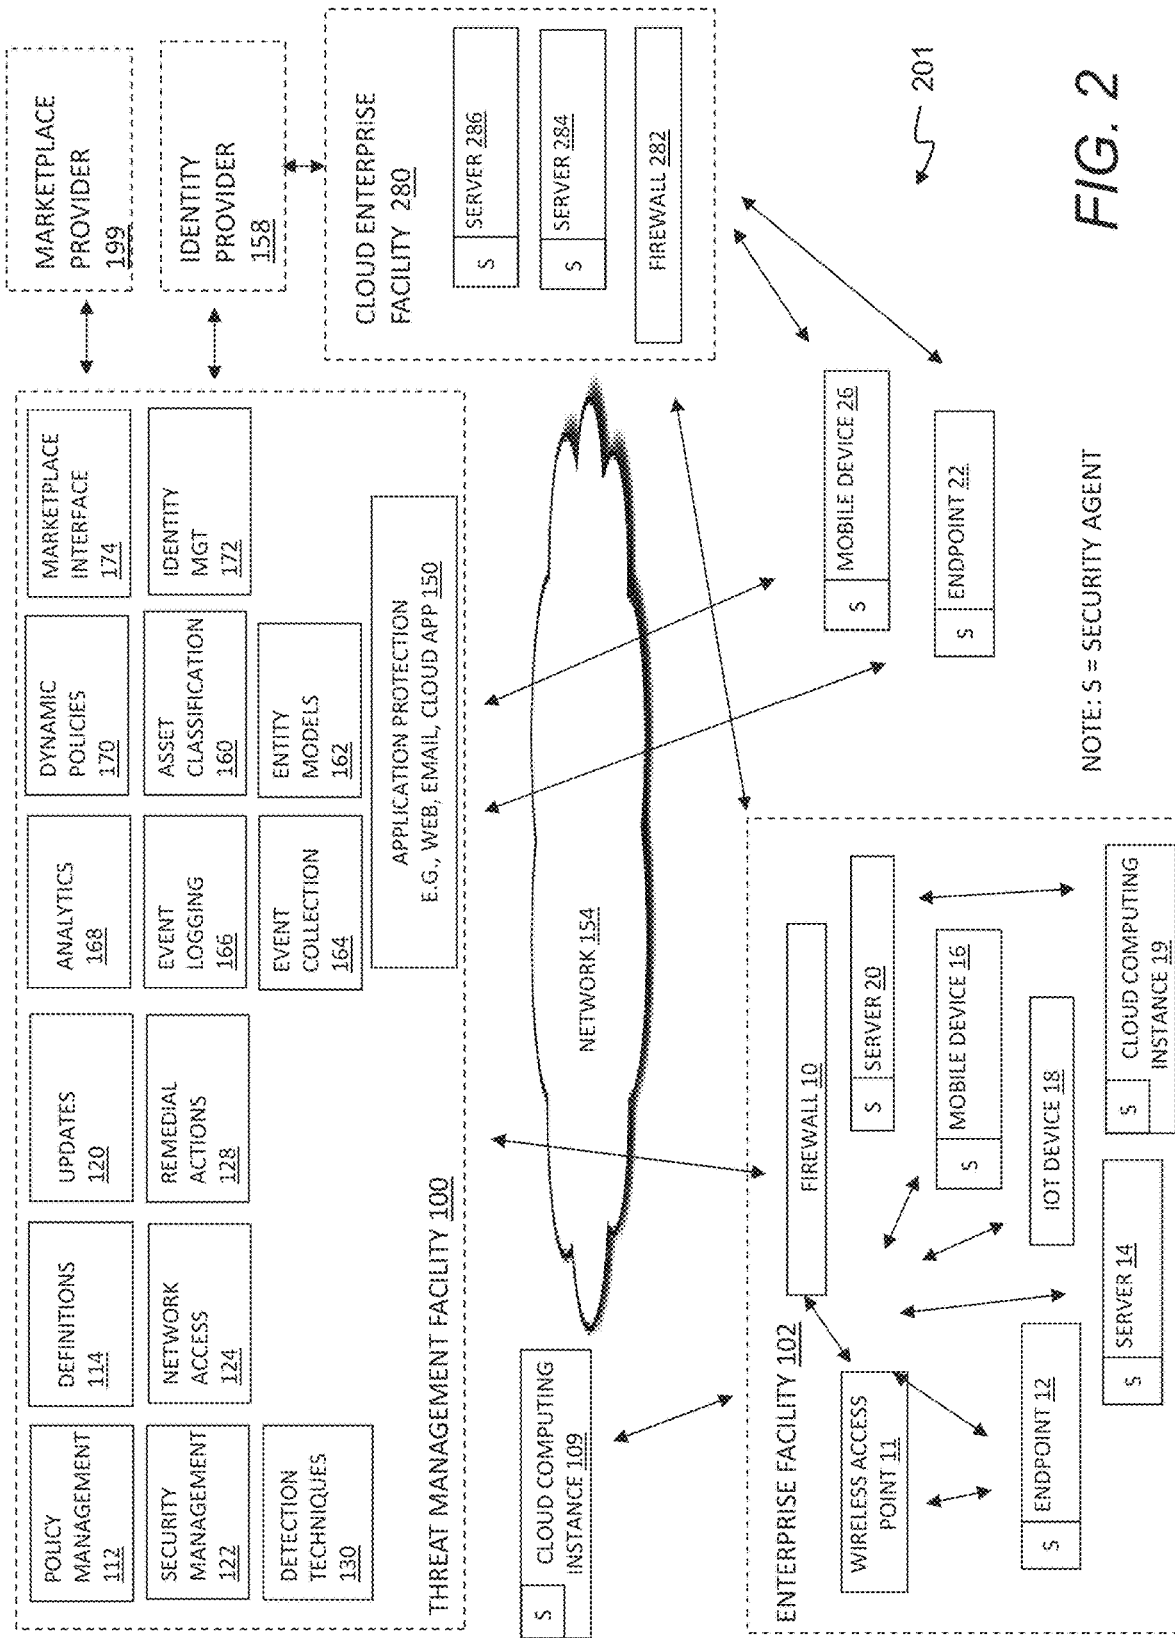 POLICY
MANAGEMENT
112
DEFINITIONS
114
UPDATES
120
ANALYTICS
168
DYNAMIC
POLICIES
170
MARKETPLACE
INTERFACE
174
MARKETPLACE
PROVIDER
199
SECURITY
MANAGEMENT
122
NETWORK
ACCESS
124
REMEDIAL
ACTIONS
128
EVENT
LOGGING
166
ASSET
CLASSIFICATION
160
IDENTITY
MGT
172
IDENTITY
PROVIDER
158
DETECTION
TECHNIQUES
130
EVENT
COLLECTION
164
ENTITY
MODELS
162
APPLICATION PROTECTION
E.G., WEB, EMAIL, CLOUD APP 150
THREAT MANAGEMENT FACILITY 100
CLOUD ENTERPRISE
FACILITY 280
S SERVER 286
S SERVER 284
FIREWALL 282
S CLOUD COMPUTING
INSTANCE 109
NETWORK 154
ENTERPRISE FACILITY 102
FIREWALL 10
WIRELESS ACCESS
POINT 11
S SERVER 20
S MOBILE DEVICE 16
S ENDPOINT 12
IOT DEVICE 18
S SERVER 14
S CLOUD COMPUTING
INSTANCE 19
S MOBILE DEVICE 26
S ENDPOINT 22
NOTE: S = SECURITY AGENT
201
FIG. 2